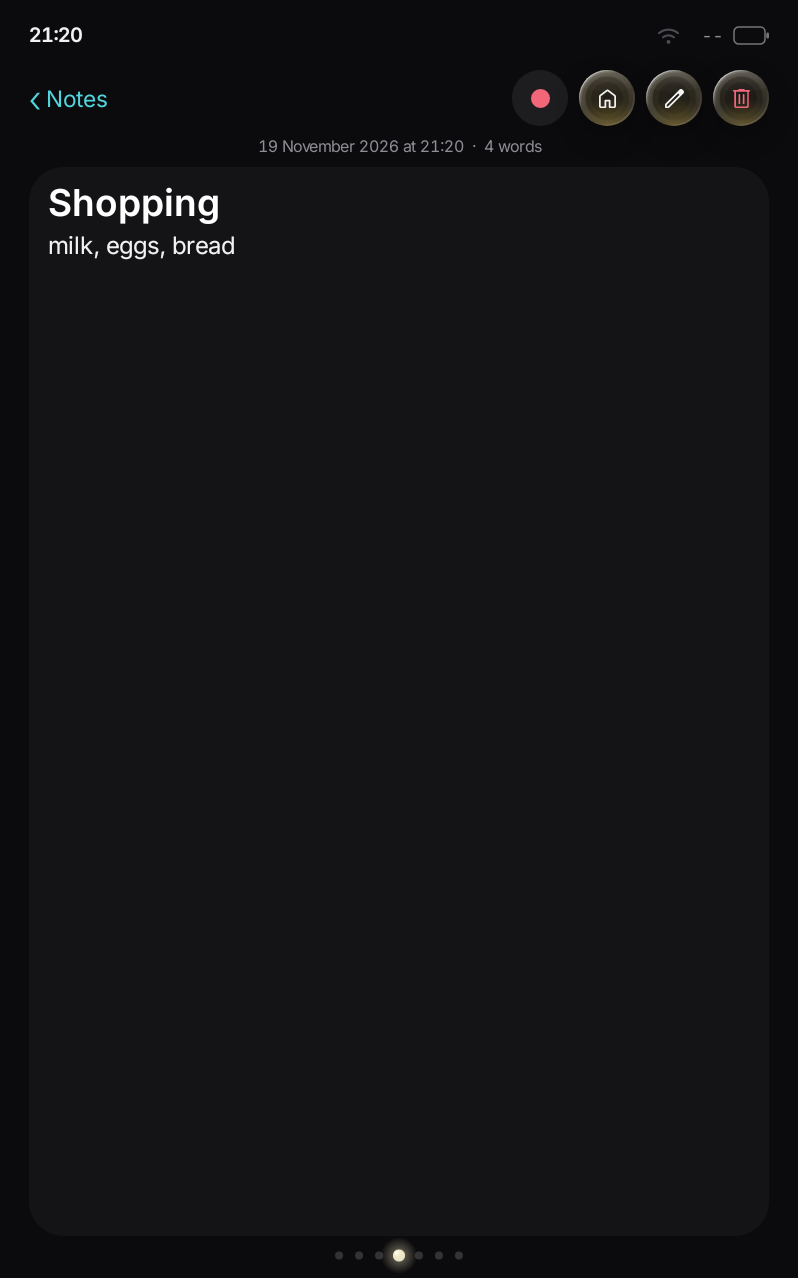 21:20
--
Notes
19 November 2026 at 21:20 · 4 words
Shopping
milk, eggs, bread